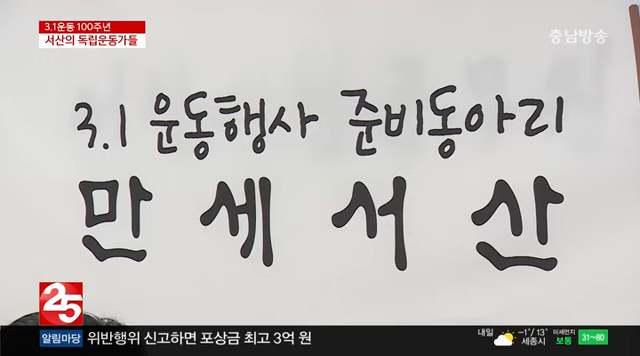 3.1운동 100주년
서산의 독립운동가들
충남방송
3.1 운동행사 준비동아리
만세서산
25
알림마당 위반행위 신고하면 포상금 최고 3억 원
내일 -1°/13°
세종시
미세먼지
보통
31~80